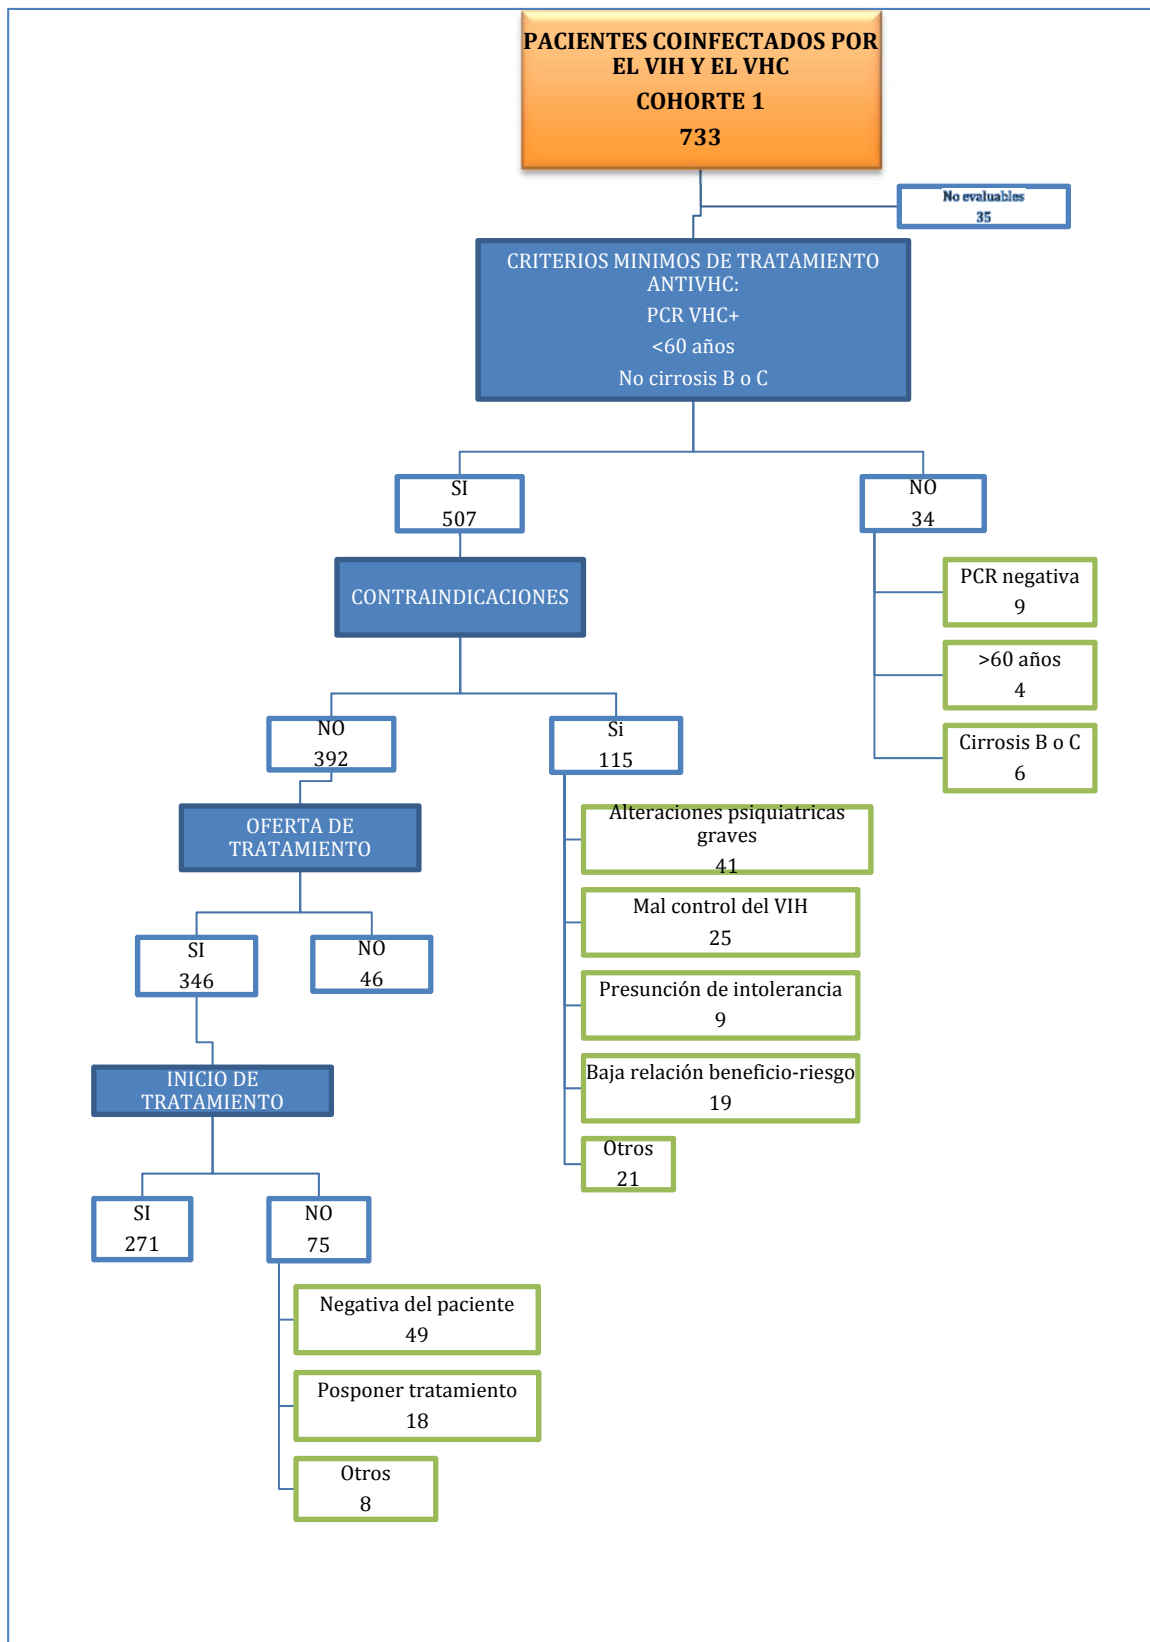 PACIENTES COINFECTADOS POR
EL VIH Y EL VHC
COHORTE 1
733
No evaluables
35
CRITERIOS MINIMOS DE TRATAMIENTO
ANTIVHC:
PCR VHC+
<60 años
No cirrosis B o C
SI
507
NO
34
CONTRAINDICACIONES
PCR negativa
9
>60 años
4
Cirrosis B o C
6
NO
392
Si
115
OFERTA DE
TRATAMIENTO
Alteraciones psiquiatricas
graves
41
Mal control del VIH
25
Presunción de intolerancia
9
Baja relación beneficio-riesgo
19
Otros
21
SI
346
NO
46
INICIO DE
TRATAMIENTO
SI
271
NO
75
Negativa del paciente
49
Posponer tratamiento
18
Otros
8